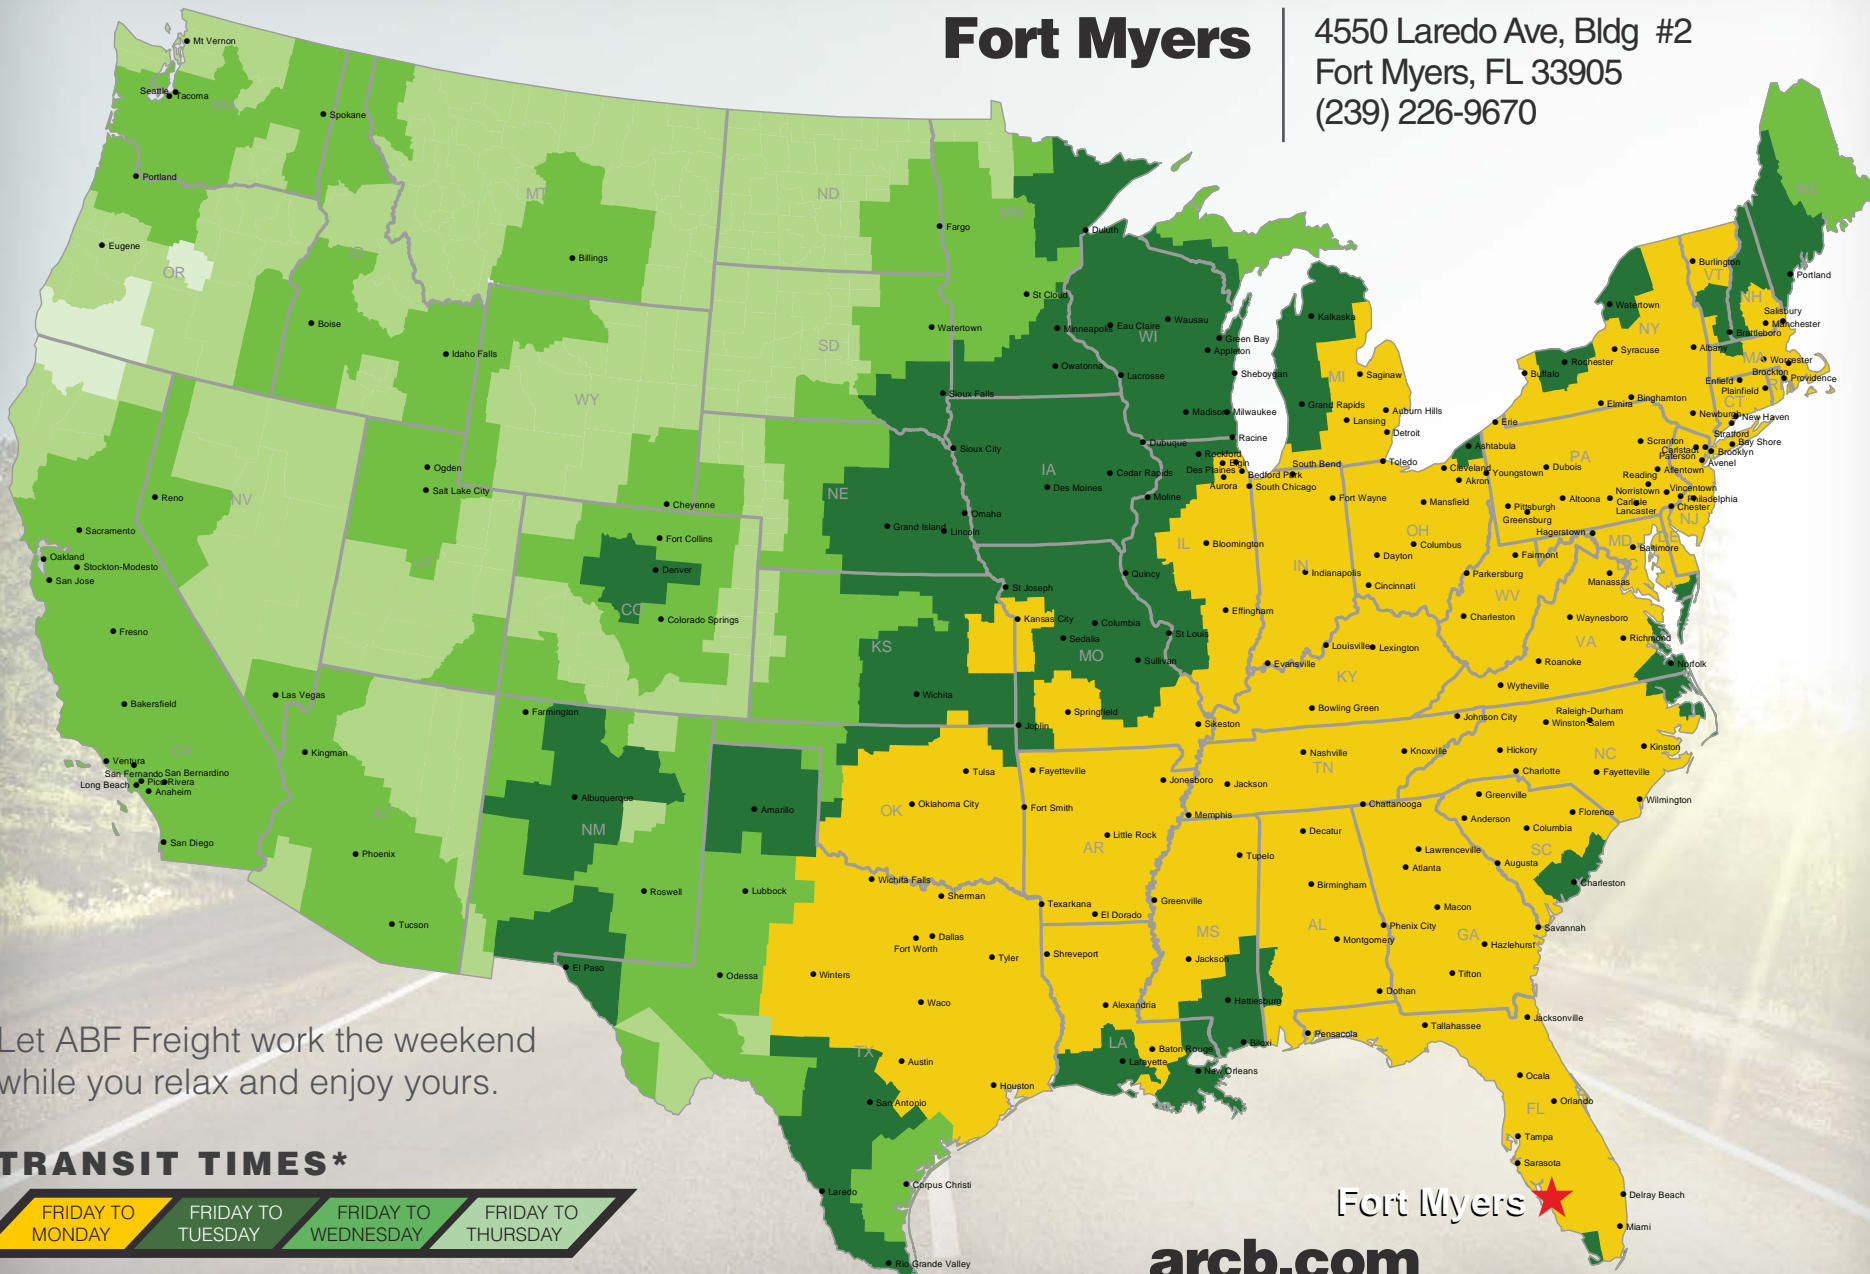 Fort Myers
4550 Laredo Ave, Bldg #2
Fort Myers, FL 33905
(239) 226-9670
Mt Vernon
Seattle
Tacoma
WA
Spokane
Portland
Eugene
OR
ID
Boise
Idaho Falls
MT
Billings
ND
Fargo
MN
Duluth
St Cloud
Minneapolis
Owatonna
SD
Watertown
Sioux Falls
WY
Cheyenne
Ogden
Salt Lake City
UT
NV
Reno
Las Vegas
Sacramento
Oakland
Stockton-Modesto
San Jose
Fresno
Bakersfield
CA
Ventura
San Fernando
San Bernardino
Pico Rivera
Long Beach
Anaheim
San Diego
Kingman
AZ
Phoenix
Tucson
Fort Collins
Denver
CO
Colorado Springs
Farmington
Albuquerque
NM
Roswell
El Paso
NE
Grand Island
Lincoln
Omaha
KS
Wichita
OK
Tulsa
Oklahoma City
Amarillo
Lubbock
Odessa
Wichita Falls
Sherman
Dallas
Fort Worth
Tyler
Winters
Waco
TX
Austin
Houston
San Antonio
Corpus Christi
Laredo
Rio Grande Valley
Eau Claire
Wausau
WI
Green Bay
Appleton
Lacrosse
Sheboygan
Madison
Milwaukee
Racine
Sioux City
IA
Dubuque
Cedar Rapids
Des Moines
Moline
Rockford
Elgin
Des Plaines
Bedford Park
Aurora
South Chicago
IL
Bloomington
Quincy
Effingham
St Joseph
Kansas City
Columbia
Sedalia
MO
St Louis
Sullivan
Springfield
Joplin
Sikeston
Fayetteville
Fort Smith
Jonesboro
Little Rock
AR
Texarkana
El Dorado
Shreveport
Alexandria
LA
Baton Rouge
Lafayette
New Orleans
Kalkaska
MI
Saginaw
Grand Rapids
Auburn Hills
Lansing
Detroit
South Bend
Fort Wayne
IN
Indianapolis
Evansville
Toledo
Cleveland
Ashtabula
Akron
Youngstown
Mansfield
OH
Columbus
Dayton
Cincinnati
Louisville
Lexington
KY
Bowling Green
Nashville
TN
Knoxville
Johnson City
Jackson
Memphis
Chattanooga
Tupelo
Greenville
MS
Jackson
Hattiesburg
Biloxi
Decatur
Birmingham
AL
Montgomery
Phenix City
Dothan
Lawrenceville
Atlanta
Macon
GA
Augusta
Hazlehurst
Savannah
Tifton
Pensacola
Tallahassee
Jacksonville
Ocala
Orlando
FL
Tampa
Sarasota
Delray Beach
Miami
Fort Myers
ME
Portland
Burlington
VT
NH
Salisbury
Manchester
Brattleboro
Watertown
NY
Syracuse
Rochester
Buffalo
Albany
MA
Worcester
Brockton
Providence
RI
Enfield
Plainfield
CT
New Haven
Stratford
Elmira
Binghamton
Newburgh
Bay Shore
Brooklyn
Carlstadt
Paterson
Avenel
Erie
Scranton
PA
Dubois
Allentown
Reading
Norristown
Vincentown
Philadelphia
Chester
Carlisle
Lancaster
Altoona
Pittsburgh
Greensburg
NJ
Hagerstown
MD
DE
Baltimore
DC
Manassas
Fairmont
Parkersburg
WV
Charleston
Waynesboro
VA
Richmond
Roanoke
Norfolk
Wytheville
Raleigh-Durham
Winston-Salem
Hickory
NC
Kinston
Charlotte
Fayetteville
Wilmington
Greenville
Anderson
Florence
Columbia
SC
Charleston
Let ABF Freight work the weekend
while you relax and enjoy yours.
TRANSIT TIMES*
FRIDAY TO
MONDAY
FRIDAY TO
TUESDAY
FRIDAY TO
WEDNESDAY
FRIDAY TO
THURSDAY
arcb.com